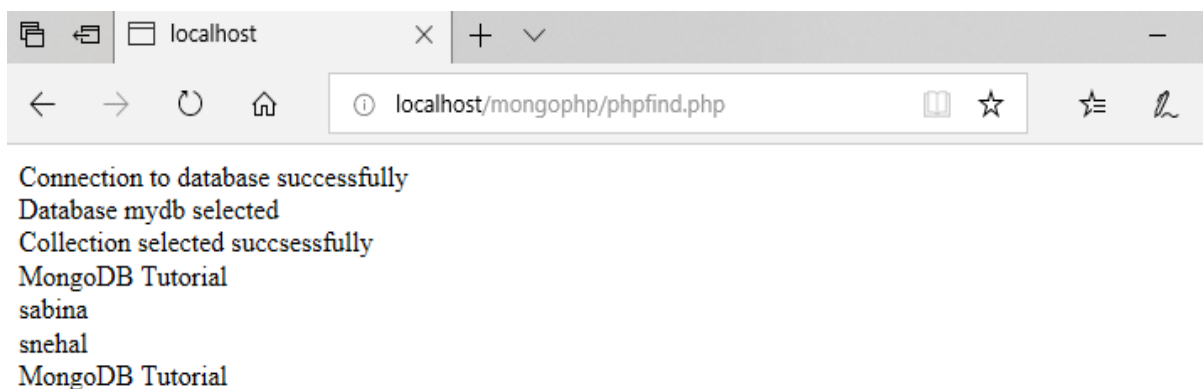 localhost
localhost/mongophp/phpfind.php
Connection to database successfully
Database mydb selected
Collection selected succsessfully
MongoDB Tutorial
sabina
snehal
MongoDB Tutorial